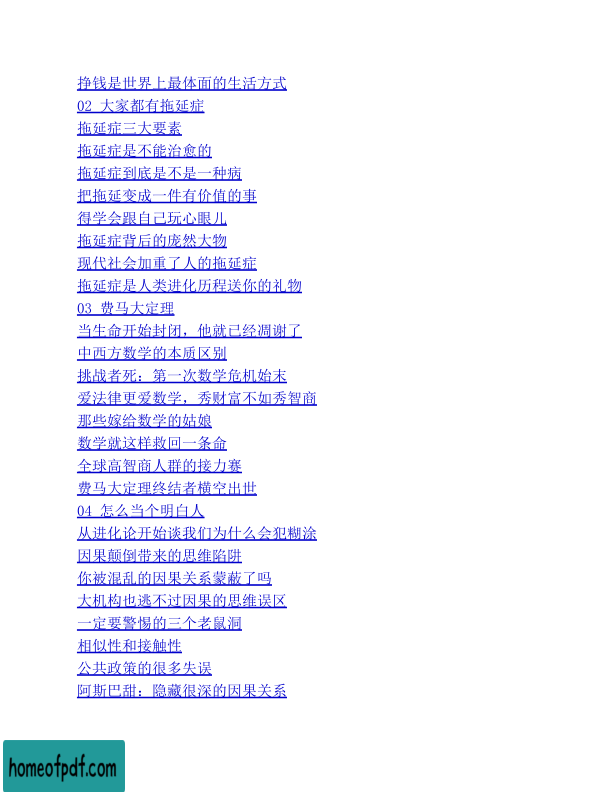 挣钱是世界上最体面的生活方式
02 大家都有拖延症
拖延症三大要素
拖延症是不能治愈的
拖延症到底是不是一种病
把拖延变成一件有价值的事
得学会跟自己玩心眼儿
拖延症背后的庞然大物
现代社会加重了人的拖延症
拖延症是人类进化历程送你的礼物
03 费马大定理
当生命开始封闭，他就已经凋谢了
中西方数学的本质区别
挑战者死：第一次数学危机始末
爱法律更爱数学，秀财富不如秀智商
那些嫁给数学的姑娘
数学就这样救回一条命
全球高智商人群的接力赛
费马大定理终结者横空出世
04 怎么当个明白人
从进化论开始谈我们为什么会犯糊涂
因果颠倒带来的思维陷阱
你被混乱的因果关系蒙蔽了吗
大机构也逃不过因果的思维误区
一定要警惕的三个老鼠洞
相似性和接触性
公共政策的很多失误
阿斯巴甜：隐藏很深的因果关系
homeofpdf.com